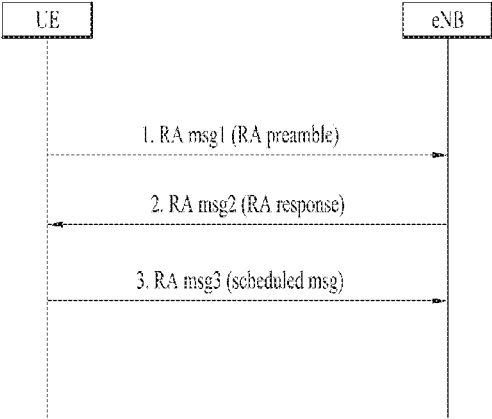 UE
eNB
1. RA msg1 (RA preamble)
2. RA msg2 (RA response)
3. RA msg3 (scheduled msg)